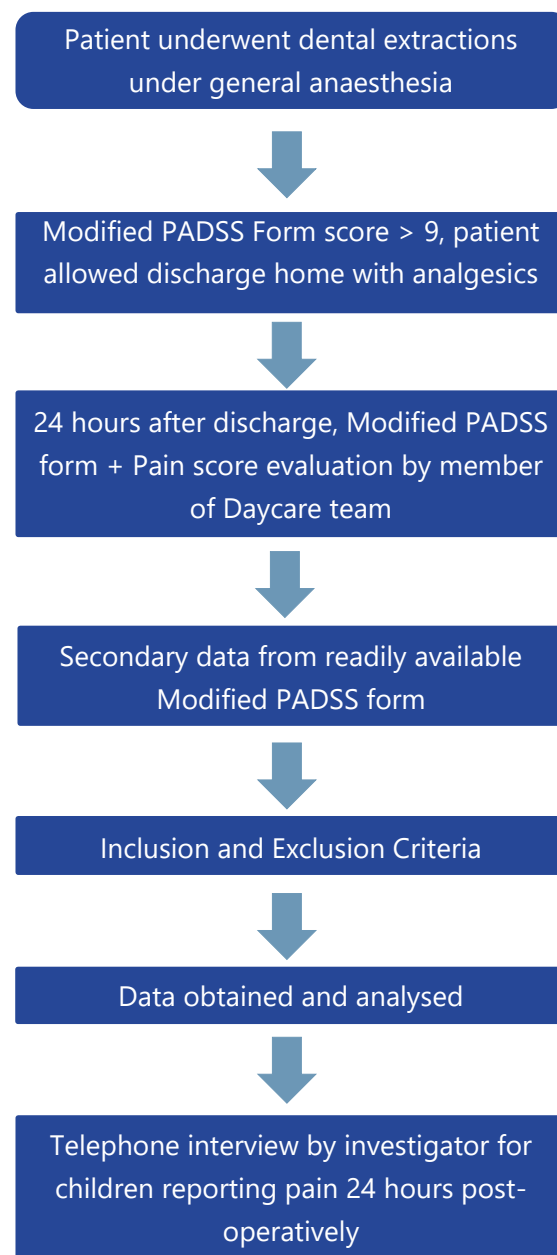 Patient underwent dental extractions
under general anaesthesia
Modified PADSS Form score > 9, patient
allowed discharge home with analgesics
24 hours after discharge, Modified PADSS
form + Pain score evaluation by member
of Daycare team
Secondary data from readily available
Modified PADSS form
Inclusion and Exclusion Criteria
Data obtained and analysed
Telephone interview by investigator for
children reporting pain 24 hours post-
operatively